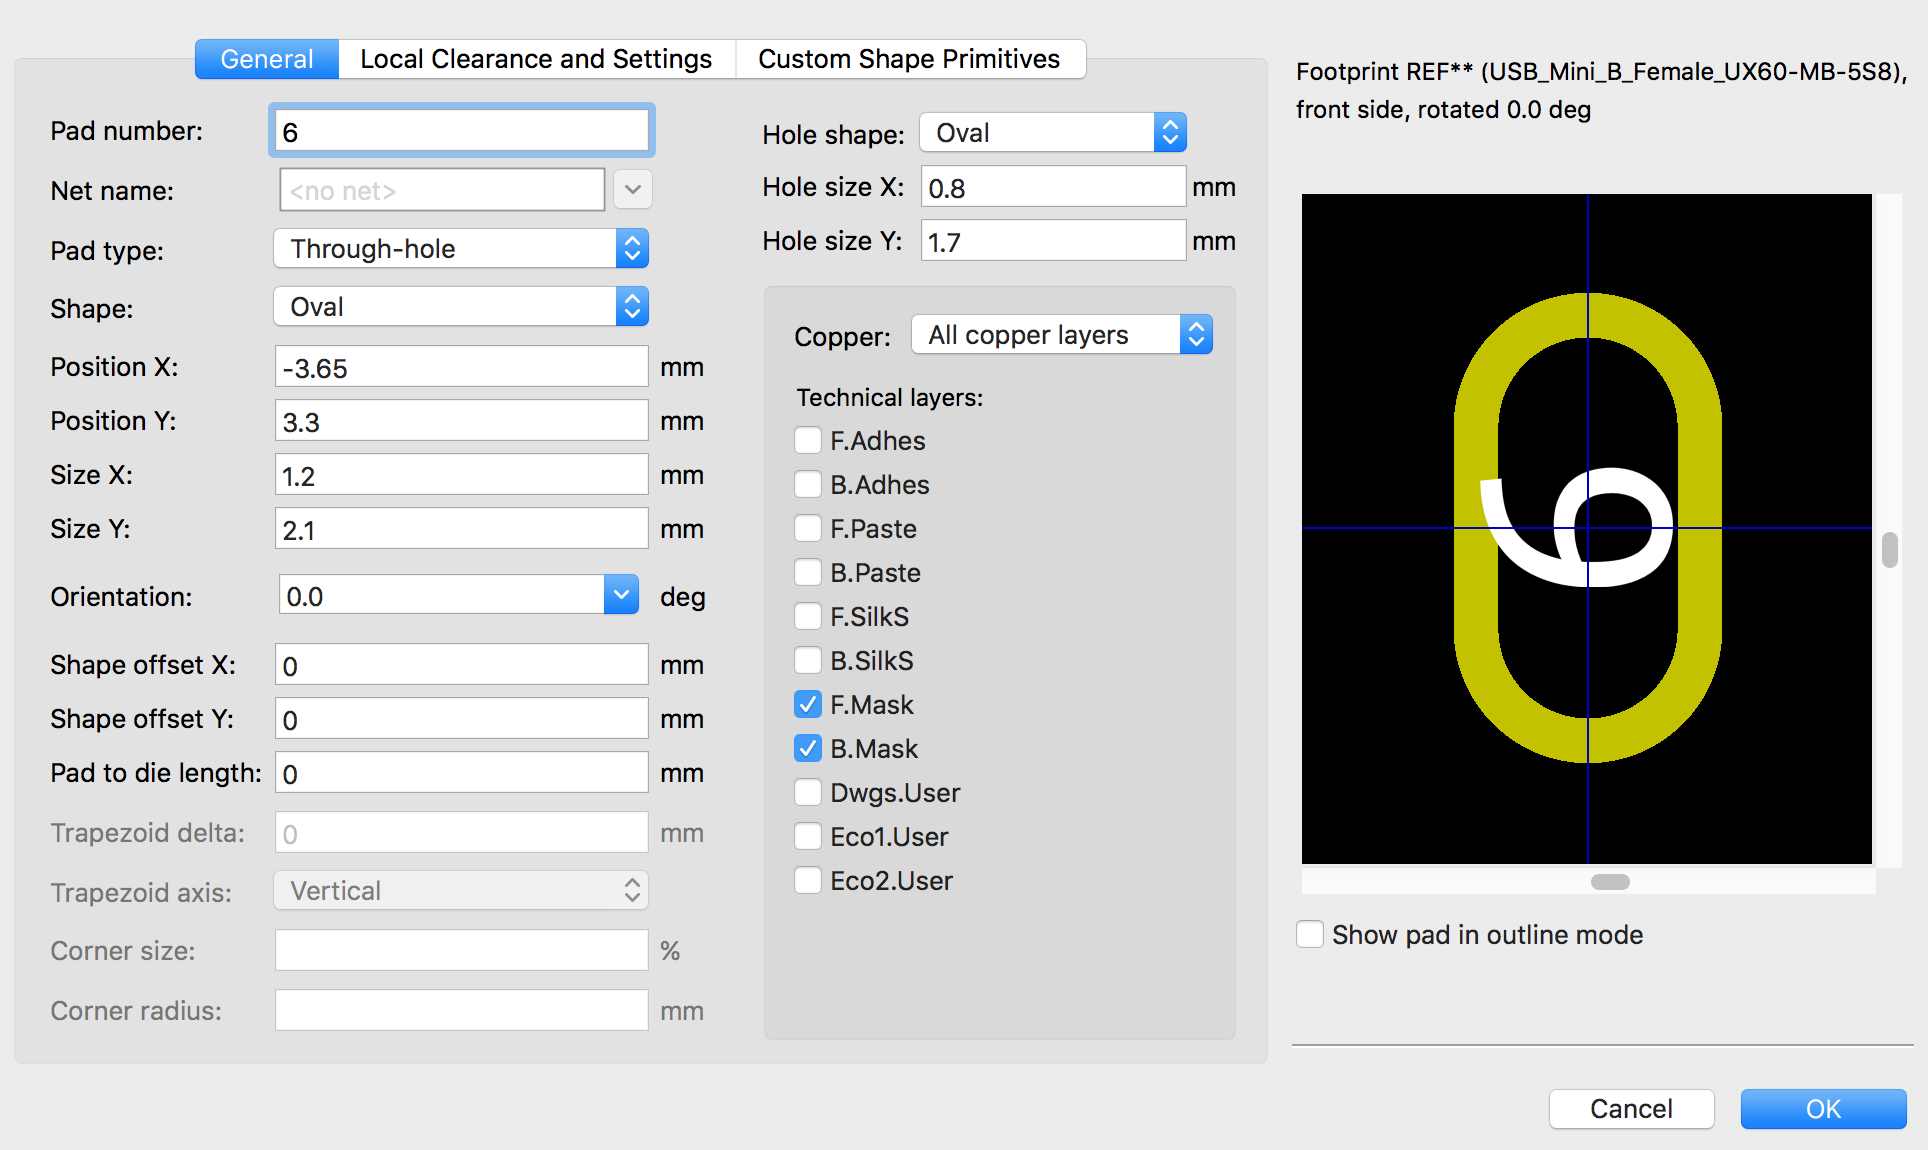 General
Local Clearance and Settings
Custom Shape Primitives
Pad number:
6
Net name:
<no net>
Pad type:
Through-hole
Shape:
Oval
Position X:
-3.65
mm
Position Y:
3.3
mm
Size X:
1.2
mm
Size Y:
2.1
mm
Orientation:
0.0
deg
Shape offset X:
0
mm
Shape offset Y:
0
mm
Pad to die length:
0
mm
Trapezoid delta:
0
mm
Trapezoid axis:
Vertical
Corner size:
%
Corner radius:
mm
Hole shape:
Oval
Hole size X:
0.8
mm
Hole size Y:
1.7
mm
Copper:
All copper layers
Technical layers:
F.Adhes
B.Adhes
F.Paste
B.Paste
F.SilkS
B.SilkS
F.Mask
B.Mask
Dwgs.User
Eco1.User
Eco2.User
Footprint REF** (USB_Mini_B_Female_UX60-MB-5S8),
front side, rotated 0.0 deg
6
Show pad in outline mode
Cancel
OK